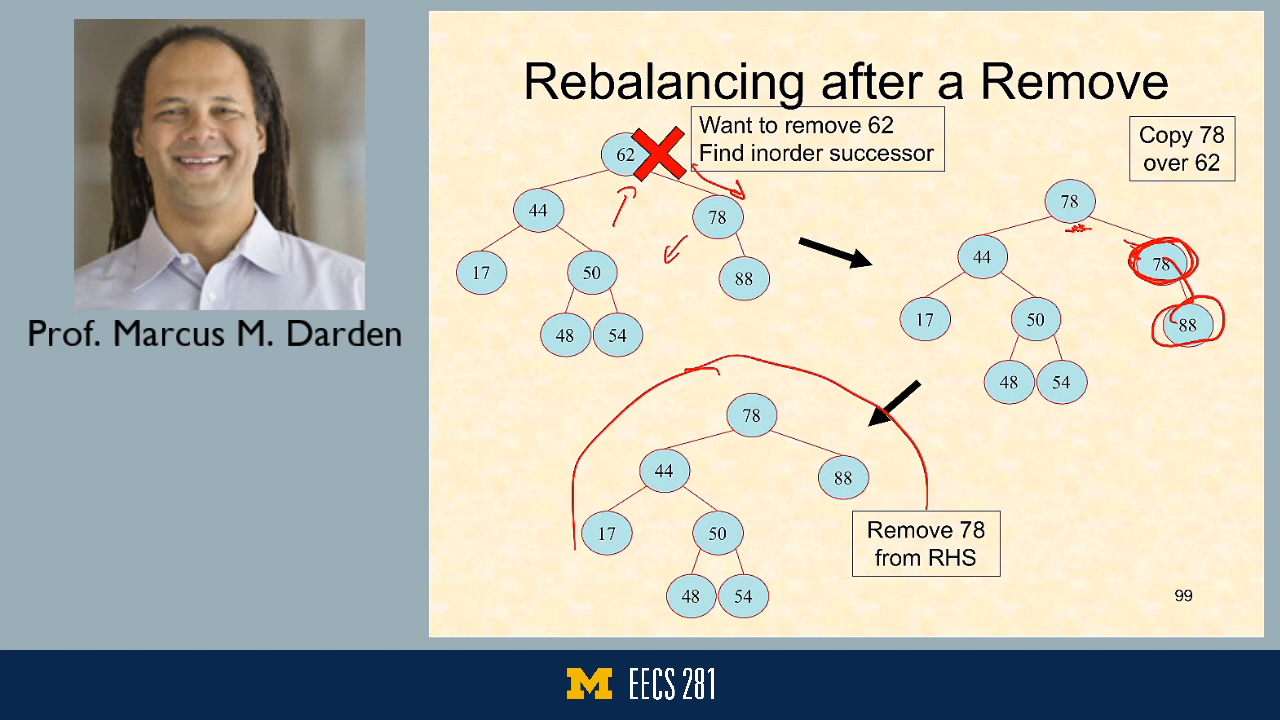 Rebalancing after a Remove
Want to remove 62
Find inorder successor
62
44
78
17
50
88
48
54
Copy 78
over 62
78
44
78
17
50
88
48
54
78
44
88
17
50
48
54
Remove 78
from RHS
99
Prof. Marcus M. Darden
M EECS 281